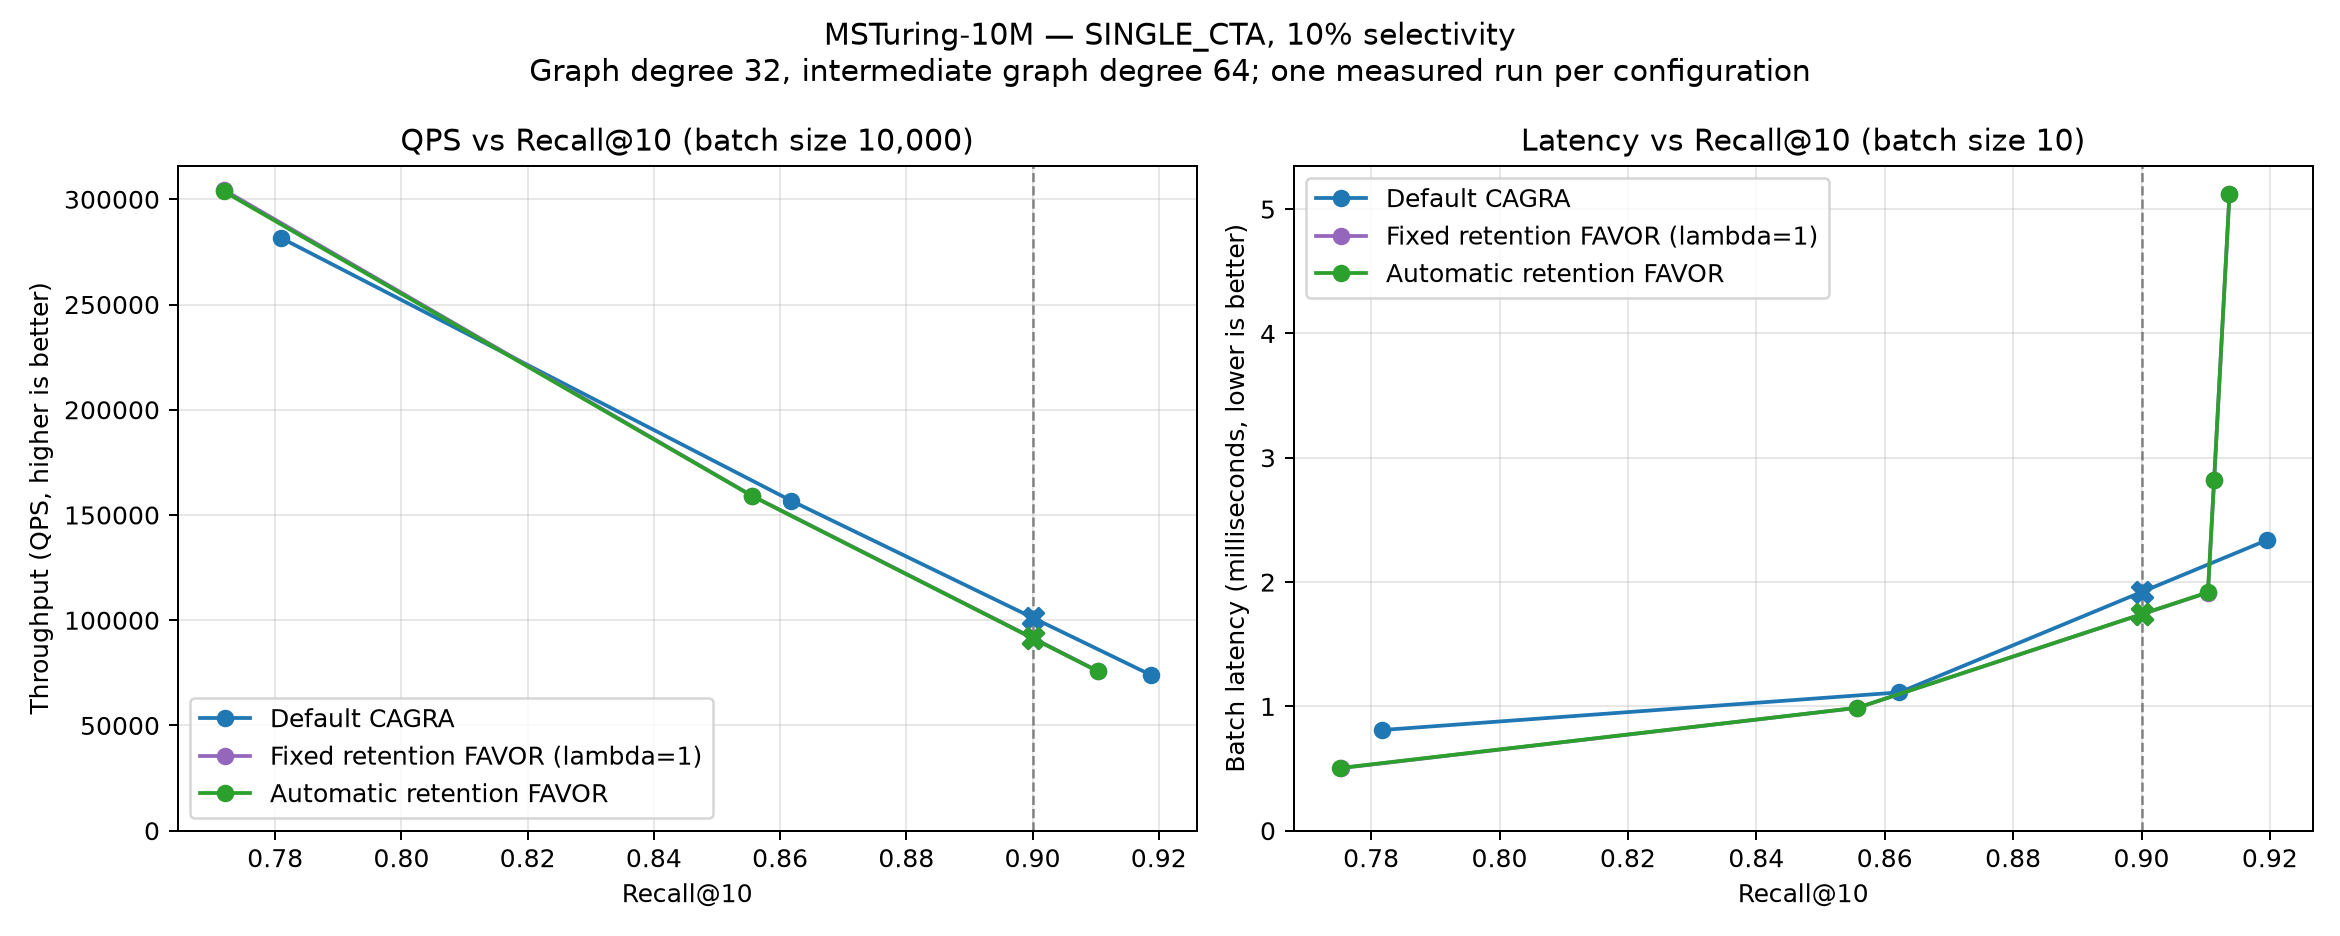 MSTuring-10M — SINGLE_CTA, 10% selectivity
Graph degree 32, intermediate graph degree 64; one measured run per configuration
QPS vs Recall@10 (batch size 10,000)
Throughput (QPS, higher is better)
300000
250000
200000
150000
100000
50000
0
Default CAGRA
Fixed retention FAVOR (lambda=1)
Automatic retention FAVOR
0.78 0.80 0.82 0.84 0.86 0.88 0.90 0.92
Recall@10
Latency vs Recall@10 (batch size 10)
Batch latency (milliseconds, lower is better)
5
4
3
2
1
0
Default CAGRA
Fixed retention FAVOR (lambda=1)
Automatic retention FAVOR
0.78 0.80 0.82 0.84 0.86 0.88 0.90 0.92
Recall@10